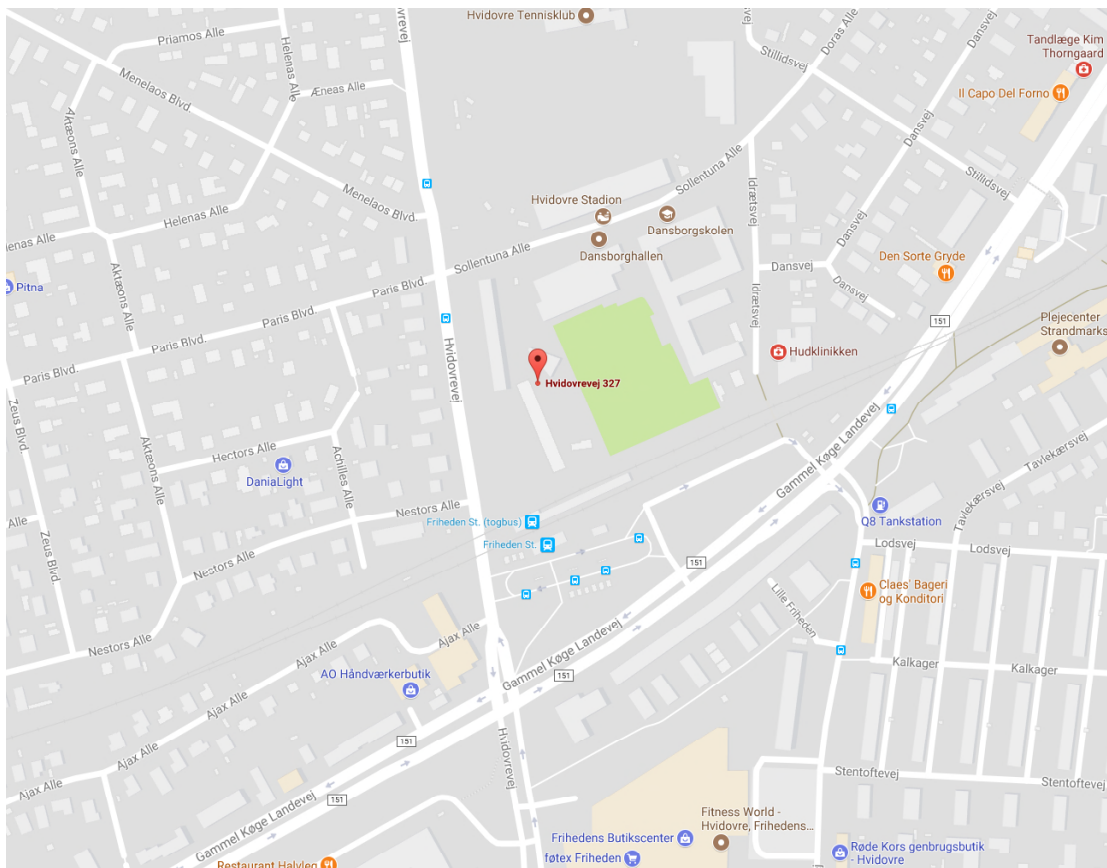 Hvidovre Tennisklub
Hvidovrevej
Priamos Alle
Helenas Alle
Menelaos Blvd.
Æneas Alle
Aktæons Alle
Doras Alle
Stillidsvej
Dansvej
Tandlæge Kim
Thorngaard
Il Capo Del Forno
Menelaos Blvd.
Sollentuna Alle
Idrætsvej
Stillidsvej
Helenas Alle
Hvidovre Stadion
Dansborgskolen
Dansborghallen
Dansvej
Sollentuna Alle
Dansvej
Den Sorte Gryde
Dansvej
Aktæons Alle
Pitna
Paris Blvd.
Paris Blvd.
Paris Blvd.
Idrætsvej
151
Plejecenter
Strandmarks
Hudklinikken
Hvidovrevej
Hvidovrevej 327
Zeus Blvd.
Aktæons Alle
Hectors Alle
Achilles Alle
DaniaLight
Gammel Køge Landevej
Tavlekærsvej
Nestors Alle
Friheden St. (togbus)
Friheden St.
Q8 Tankstation
Tavlekærsvej
Lodsvej
Lodsvej
Zeus Blvd.
Nestors Alle
151
Claes' Bageri
og Konditori
Lille Friheden
Nestors Alle
Ajax Alle
Ajax Alle
Gammel Køge Landevej
AO Håndværkerbutik
151
Kalkager
Kalkager
Ajax Alle
151
Hvidovrevej
Ajax Alle
Ajax Alle
Stentoftevej
Stentoftevej
Gammel Køge Landevej
Fitness World -
Hvidovre, Frihedens...
Frihedens Butikscenter
føtex Friheden
Røde Kors genbrugsbutik
- Hvidovre
Restaurant Halvleg